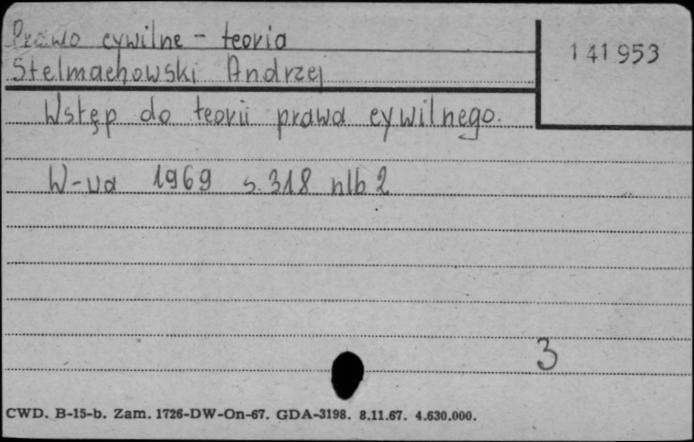 Prawo cywilne - teoria
141953
Stelmachowski Andrzej
Wstęp do teorii prawa cywilnego.
W-wa 1969 s. 318 nlb 2
3
CWD. B-15-b. Zam. 1726-DW-On-67. GDA-3198. 8.11.67. 4.630.000.